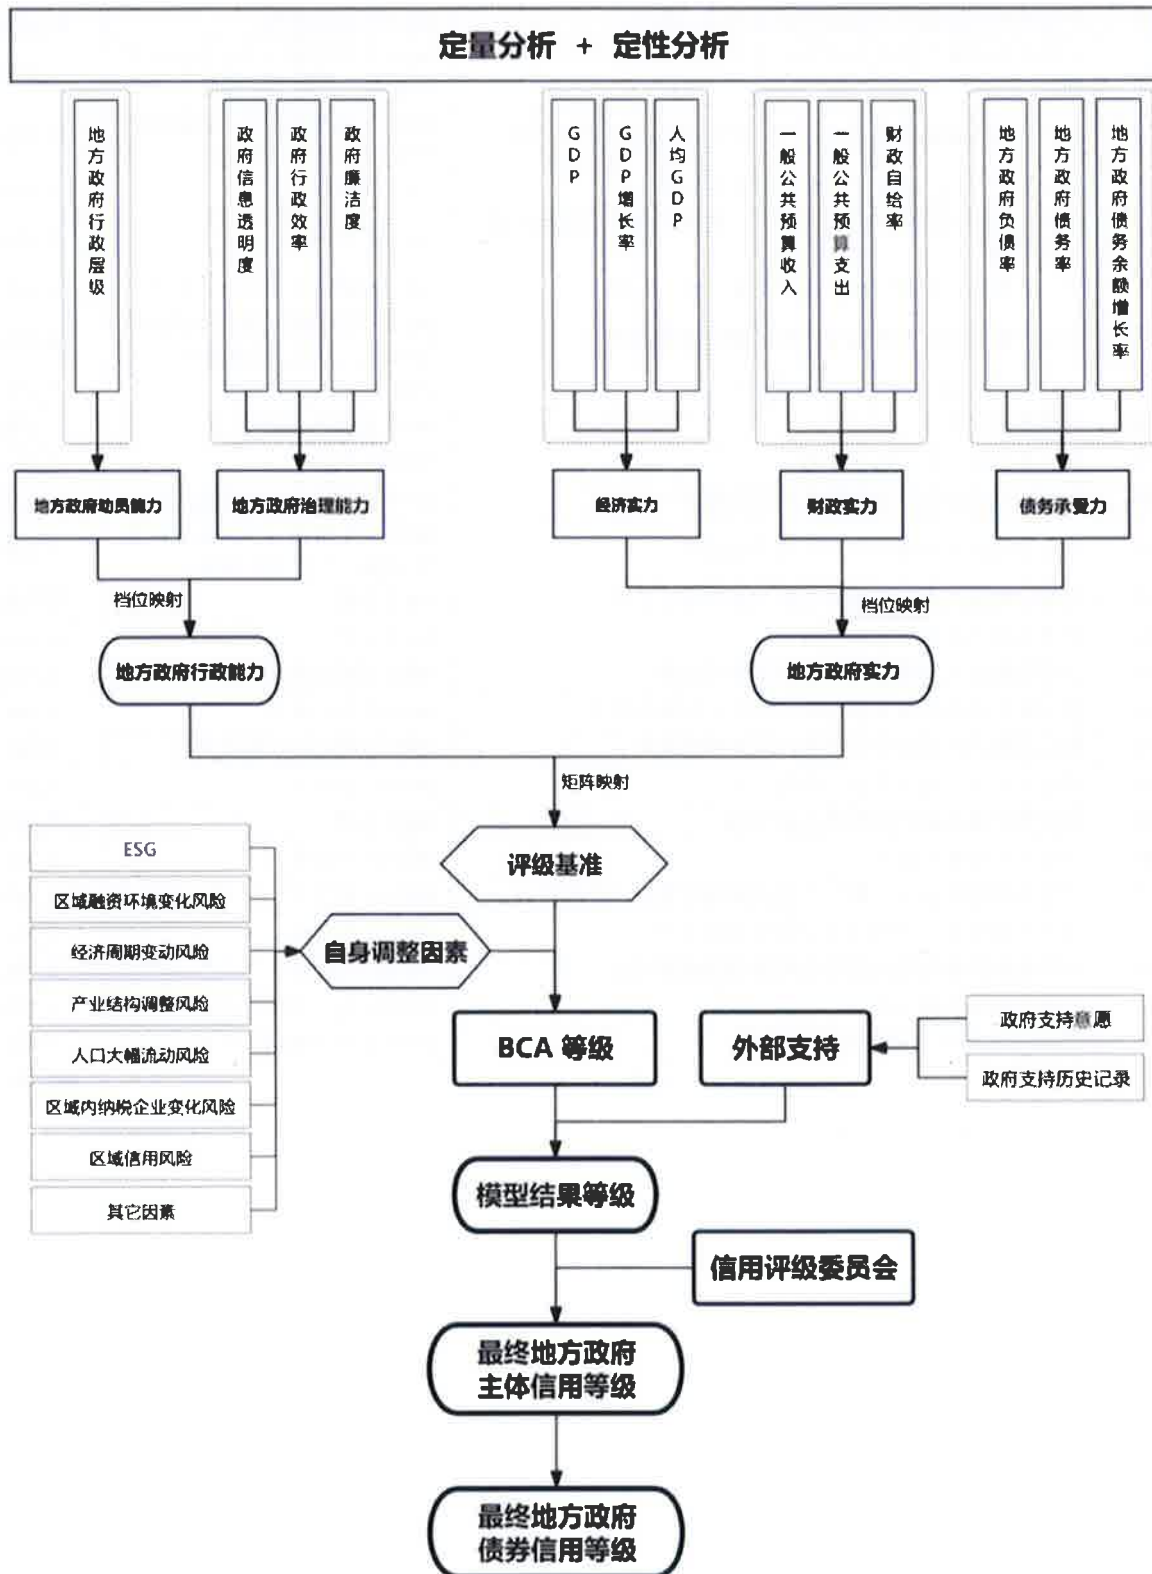 定量分析 + 定性分析
地方政府行政层级
政府信息透明度
政府行政效率
政府廉洁度
GDP
GDP增长率
人均GDP
一般公共预算收入
一般公共预算支出
财政自给率
地方政府负债率
地方政府债务率
地方政府债务余额增长率
地方政府动员能力
地方政府治理能力
经济实力
财政实力
债务承受力
档位映射
档位映射
地方政府行政能力
地方政府实力
矩阵映射
评级基准
ESG
区域融资环境变化风险
经济周期变动风险
产业结构调整风险
人口大幅流动风险
区域内纳税企业变化风险
区域信用风险
其它因素
自身调整因素
BCA 等级
外部支持
政府支持意愿
政府支持历史记录
模型结果等级
信用评级委员会
最终地方政府
主体信用等级
最终地方政府
债券信用等级